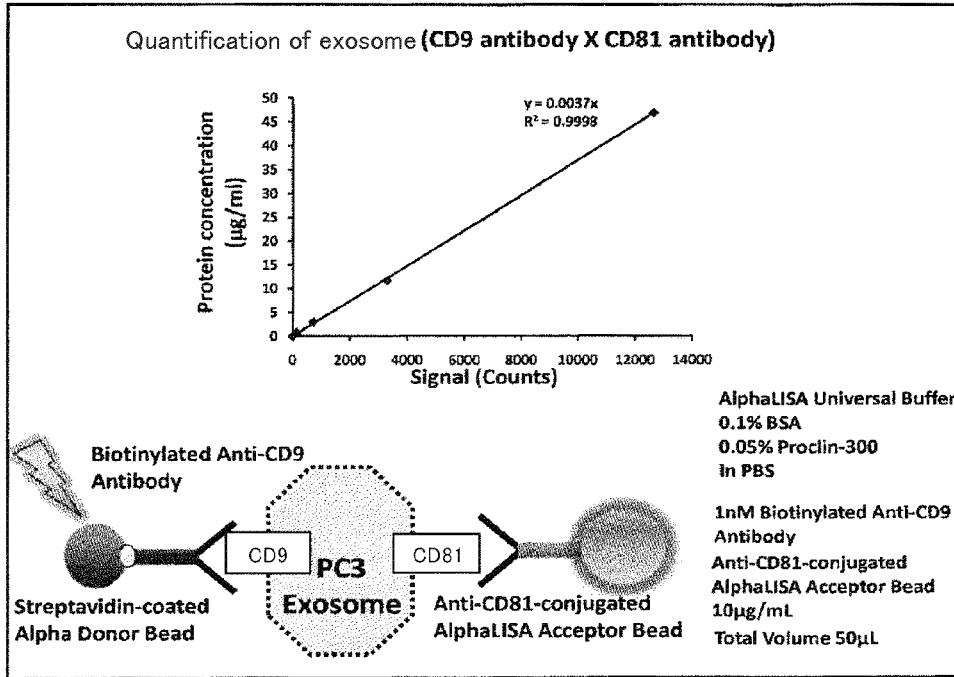 Quantification of exosome (CD9 antibody X CD81 antibody)
y = 0.0037x
R² = 0.9998
Protein concentration
(µg/ml)
50
45
40
35
30
25
20
15
10
5
0
0 2000 4000 6000 8000 10000 12000 14000
Signal (Counts)
AlphaLISA Universal Buffer
0.1% BSA
0.05% Proclin-300
In PBS
1nM Biotinylated Anti-CD9
Antibody
Anti-CD81-conjugated
AlphaLISA Acceptor Bead
10µg/mL
Total Volume 50µL
Biotinylated Anti-CD9
Antibody
CD9
PC3
Exosome
CD81
Streptavidin-coated
Alpha Donor Bead
Anti-CD81-conjugated
AlphaLISA Acceptor Bead